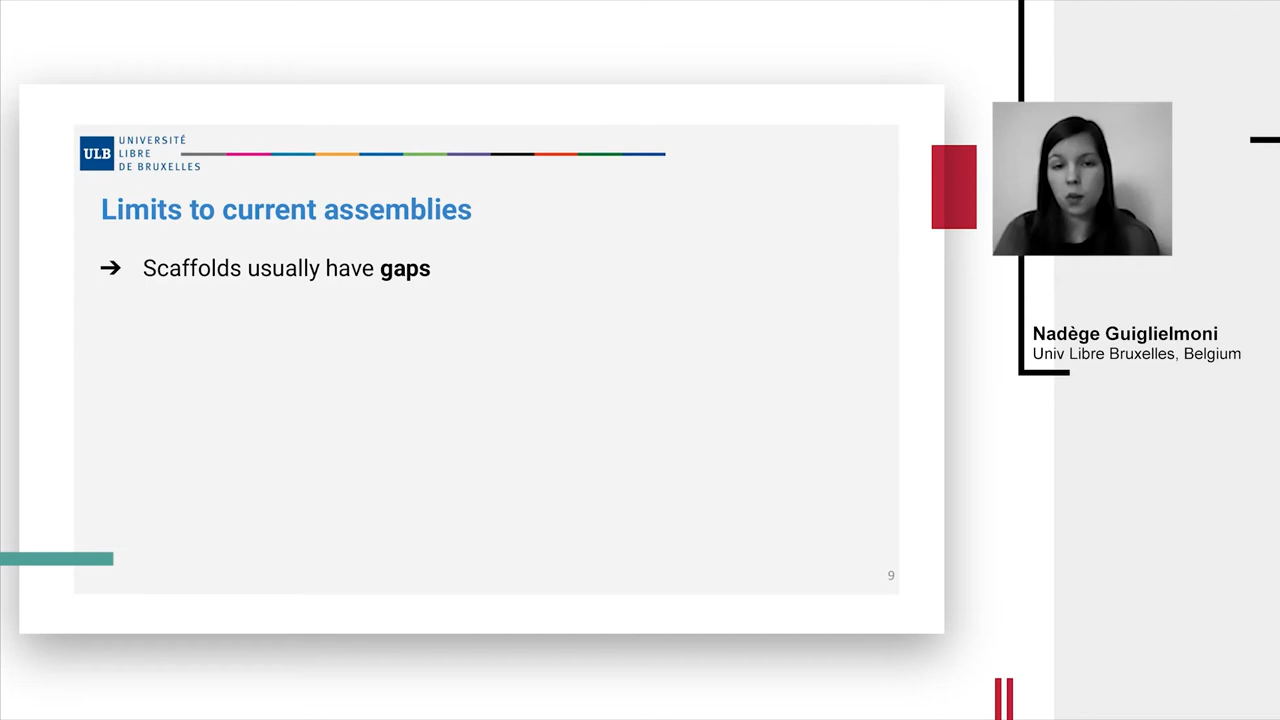 ULB
UNIVERSITÉ
LIBRE
DE BRUXELLES
Limits to current assemblies
➔ Scaffolds usually have gaps
9
Nadège Guiglielmoni
Univ Libre Bruxelles, Belgium